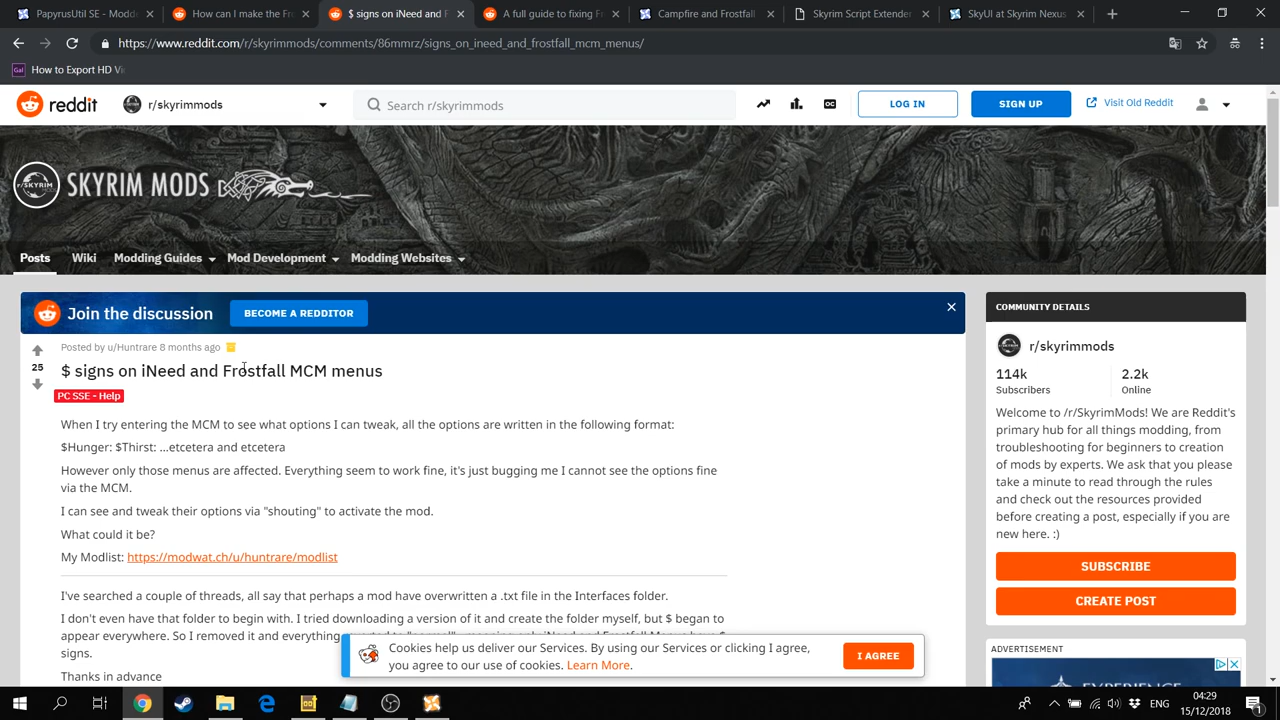 PapyrusUtil SE - Modd
How can I make the Fro
$ signs on iNeed and F
A full guide to fixing F
Campfire and Frostfall
Skyrim Script Extender
SkyUI at Skyrim Nexus
https://www.reddit.com/r/skyrimmods/comments/86mmrz/signs_on_ineed_and_frostfall_mcm_menus/
Gal How to Export HD Vi
reddit r/skyrimmods Search r/skyrimmods LOG IN SIGN UP Visit Old Reddit
r/SKYRIM MODS
SKYRIM MODS
Posts Wiki Modding Guides Mod Development Modding Websites
Join the discussion BECOME A REDDITOR
Posted by u/Huntrare 8 months ago
25
$ signs on iNeed and Frostfall MCM menus
PC SSE - Help
When I try entering the MCM to see what options I can tweak, all the options are written in the following format:
$Hunger: $Thirst: ...etcetera and etcetera
However only those menus are affected. Everything seem to work fine, it's just bugging me I cannot see the options fine
via the MCM.
I can see and tweak their options via "shouting" to activate the mod.
What could it be?
My Modlist: https://modwat.ch/u/huntrare/modlist
I've searched a couple of threads, all say that perhaps a mod have overwritten a .txt file in the Interfaces folder.
I don't even have that folder to begin with. I tried downloading a version of it and create the folder myself, but $ began to
appear everywhere. So I removed it and everything
signs.
Thanks in advance
Cookies help us deliver our Services. By using our Services or clicking I agree,
you agree to our use of cookies. Learn More.
I AGREE
COMMUNITY DETAILS
r/skyrimmods
114k 2.2k
Subscribers Online
Welcome to /r/SkyrimMods! We are Reddit's
primary hub for all things modding, from
troubleshooting for beginners to creation
of mods by experts. We ask that you please
take a minute to read through the rules
and check out the resources provided
before creating a post, especially if you are
new here. :)
SUBSCRIBE
CREATE POST
ADVERTISEMENT
EXPERIENCE
ENG
04:29
15/12/2018
1